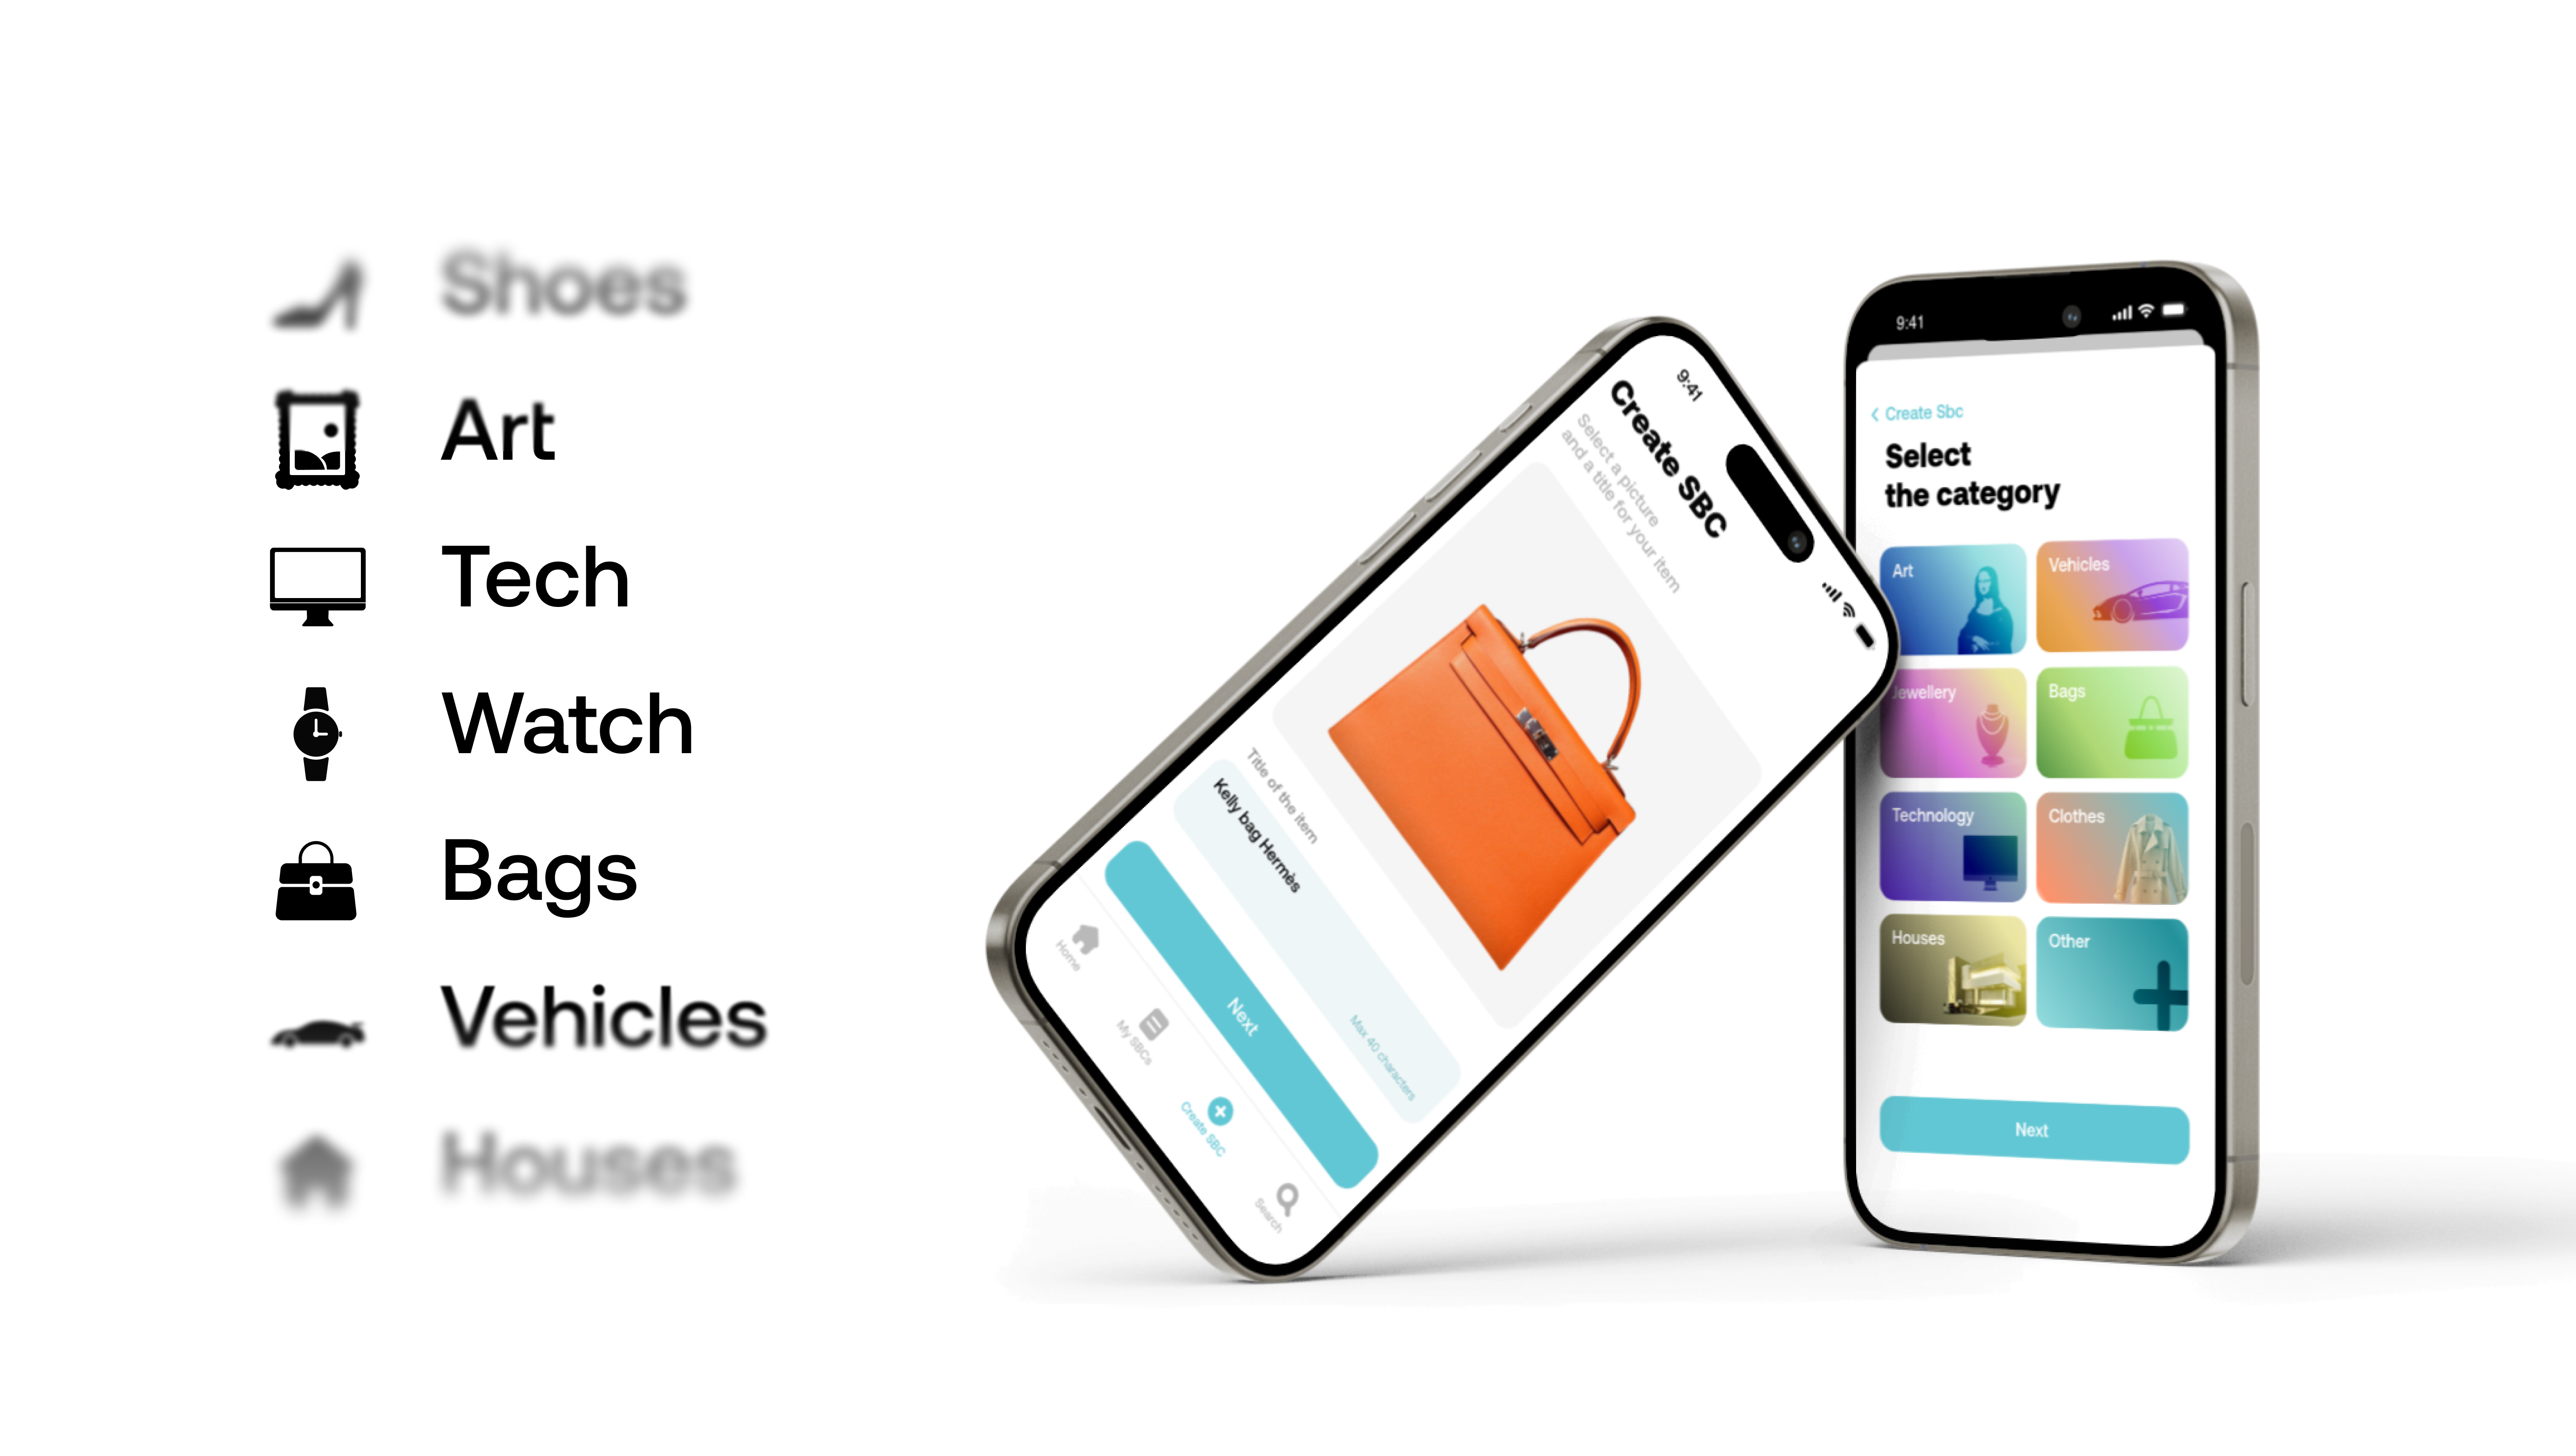 Shoes
Art
Tech
Watch
Bags
Vehicles
Houses
9:41
Create SBC
Select a picture
and a title for your item
Title of the item
Kelly bag Hermès
Max 40 characters
Next
Home
My SBCs
Create SBC
Search
9:41
Create Sbc
Select
the category
Art
Vehicles
Jewellery
Bags
Technology
Clothes
Houses
Other
Next